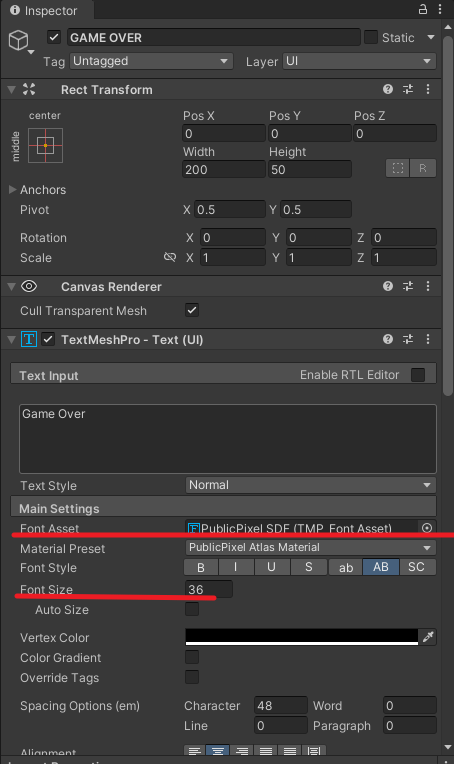 Inspector
GAME OVER Static
Tag Untagged Layer UI
Rect Transform
center Pos X Pos Y Pos Z
middle 0 0 0
Width Height
200 50 R
Anchors
Pivot X 0.5 Y 0.5
Rotation X 0 Y 0 Z 0
Scale X 1 Y 1 Z 1
Canvas Renderer
Cull Transparent Mesh
T TextMeshPro - Text (UI)
Text Input Enable RTL Editor
Game Over
Text Style Normal
Main Settings
Font Asset F PublicPixel SDF (TMP_Font Asset)
Material Preset PublicPixel Atlas Material
Font Style B I U S ab AB SC
Font Size 36
Auto Size
Vertex Color
Color Gradient
Override Tags
Spacing Options (em) Character 48 Word 0
Line 0 Paragraph 0
Alignment